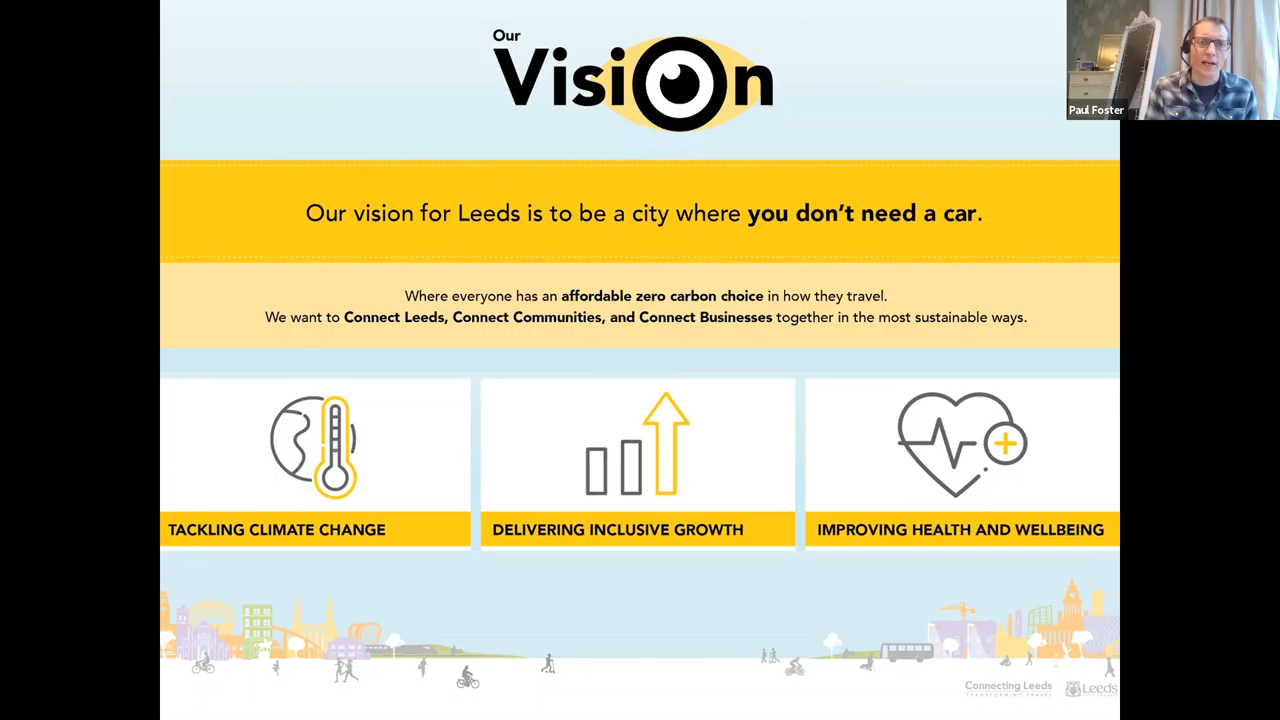 Our
Vision
Paul Foster
Our vision for Leeds is to be a city where you don't need a car.
Where everyone has an affordable zero carbon choice in how they travel.
We want to Connect Leeds, Connect Communities, and Connect Businesses together in the most sustainable ways.
TACKLING CLIMATE CHANGE
DELIVERING INCLUSIVE GROWTH
IMPROVING HEALTH AND WELLBEING
Connecting Leeds
TRANSFORMING TRAVEL
Leeds